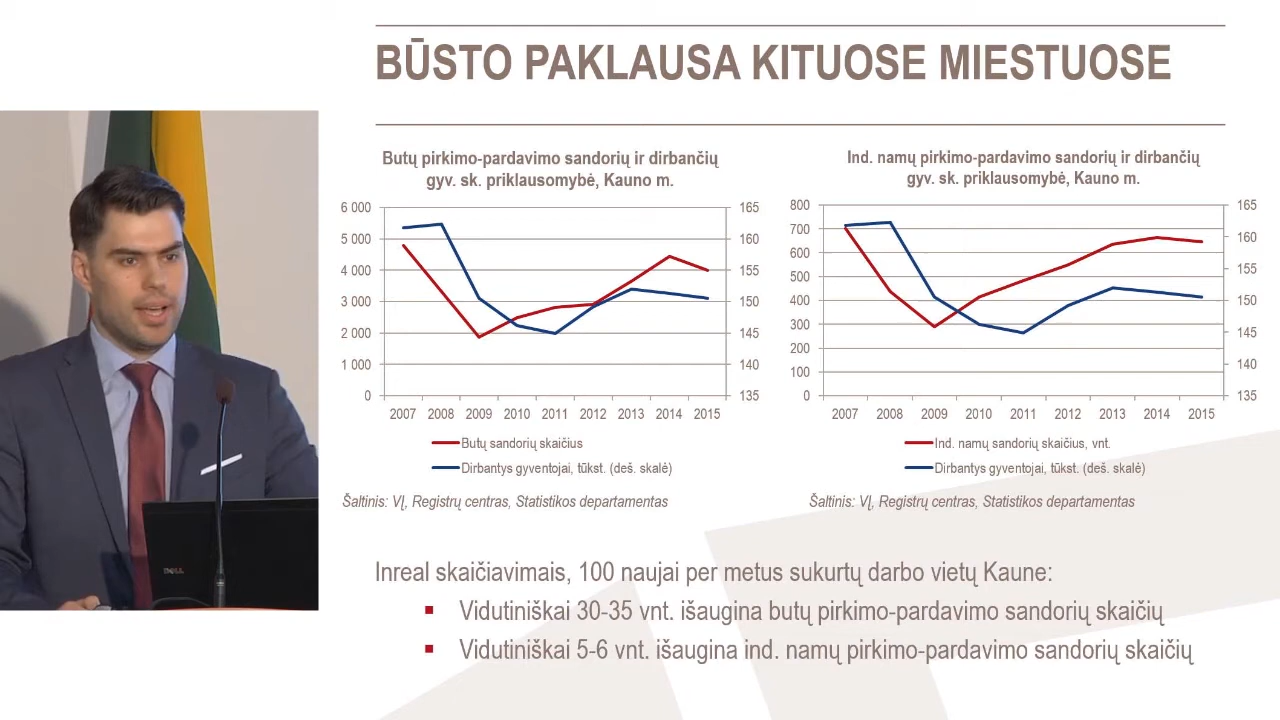 BŪSTO PAKLAUSA KITUOSE MIESTUOSE
Butų pirkimo-pardavimo sandorių ir dirbančių
gyv. sk. priklausomybė, Kauno m.
6 000
5 000
4 000
3 000
2 000
1 000
0
165
160
155
150
145
140
135
2007 2008 2009 2010 2011 2012 2013 2014 2015
Butų sandorių skaičius
Dirbantys gyventojai, tūkst. (deš. skalė)
Šaltinis: VĮ, Registrų centras, Statistikos departamentas
Ind. namų pirkimo-pardavimo sandorių ir dirbančių
gyv. sk. priklausomybė, Kauno m.
800
700
600
500
400
300
200
100
0
165
160
155
150
145
140
135
2007 2008 2009 2010 2011 2012 2013 2014 2015
Ind. namų sandorių skaičius, vnt.
Dirbantys gyventojai, tūkst. (deš. skalė)
Šaltinis: VĮ, Registrų centras, Statistikos departamentas
Inreal skaičiavimais, 100 naujai per metus sukurtų darbo vietų Kaune:
▪ Vidutiniškai 30-35 vnt. išaugina butų pirkimo-pardavimo sandorių skaičių
▪ Vidutiniškai 5-6 vnt. išaugina ind. namų pirkimo-pardavimo sandorių skaičių
DELL